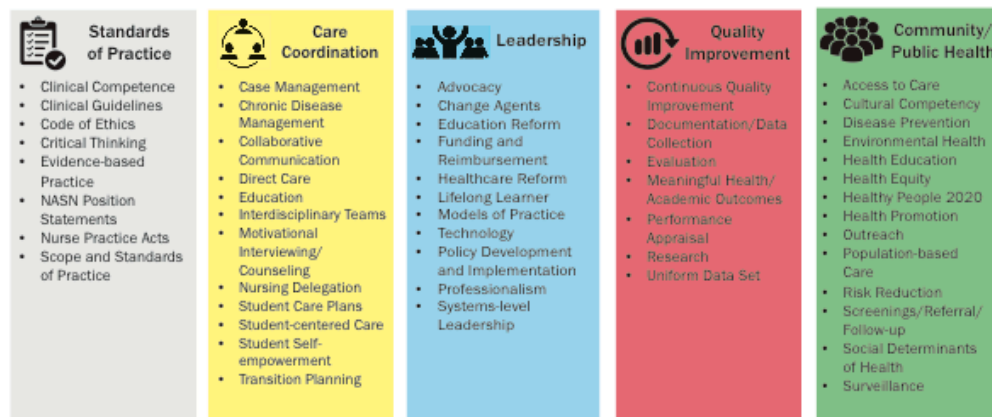 Standards
of Practice
• Clinical Competence
• Clinical Guidelines
• Code of Ethics
• Critical Thinking
• Evidence-based
Practice
• NASN Position
Statements
• Nurse Practice Acts
• Scope and Standards
of Practice
Care
Coordination
• Case Management
• Chronic Disease
Management
• Collaborative
Communication
• Direct Care
• Education
• Interdisciplinary Teams
• Motivational
Interviewing/
Counseling
• Nursing Delegation
• Student Care Plans
• Student-centered Care
• Student Self-
empowerment
• Transition Planning
Leadership
• Advocacy
• Change Agents
• Education Reform
• Funding and
Reimbursement
• Healthcare Reform
• Lifelong Learner
• Models of Practice
• Technology
• Policy Development
and Implementation
• Professionalism
• Systems-level
Leadership
Quality
Improvement
• Continuous Quality
Improvement
• Documentation/Data
Collection
• Evaluation
• Meaningful Health/
Academic Outcomes
• Performance
Appraisal
• Research
• Uniform Data Set
Community/
Public Health
• Access to Care
• Cultural Competency
• Disease Prevention
• Environmental Health
• Health Education
• Health Equity
• Healthy People 2020
• Health Promotion
• Outreach
• Population-based
Care
• Risk Reduction
• Screenings/Referral/
Follow-up
• Social Determinants
of Health
• Surveillance